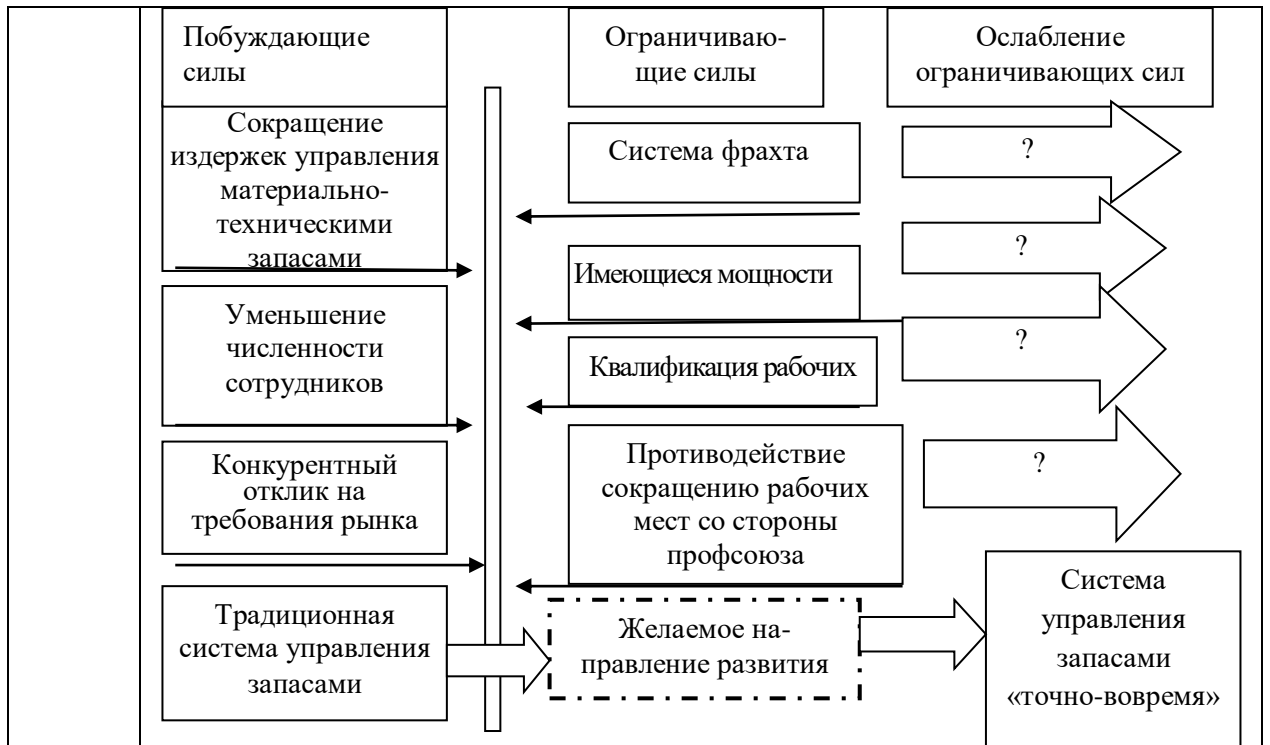 Побуждающие
силы
Ограничиваю-
щие силы
Ослабление
ограничивающих сил
Сокращение
издержек управления
материально-
техническими
запасами
Система фрахта
?
Имеющиеся мощности
?
Уменьшение
численности
сотрудников
Квалификация рабочих
?
Конкурентный
отклик на
требования рынка
Противодействие
сокращению рабочих
мест со стороны
профсоюза
?
Традиционная
система управления
запасами
Желаемое на-
правление развития
Система
управления
запасами
«точно-вовремя»